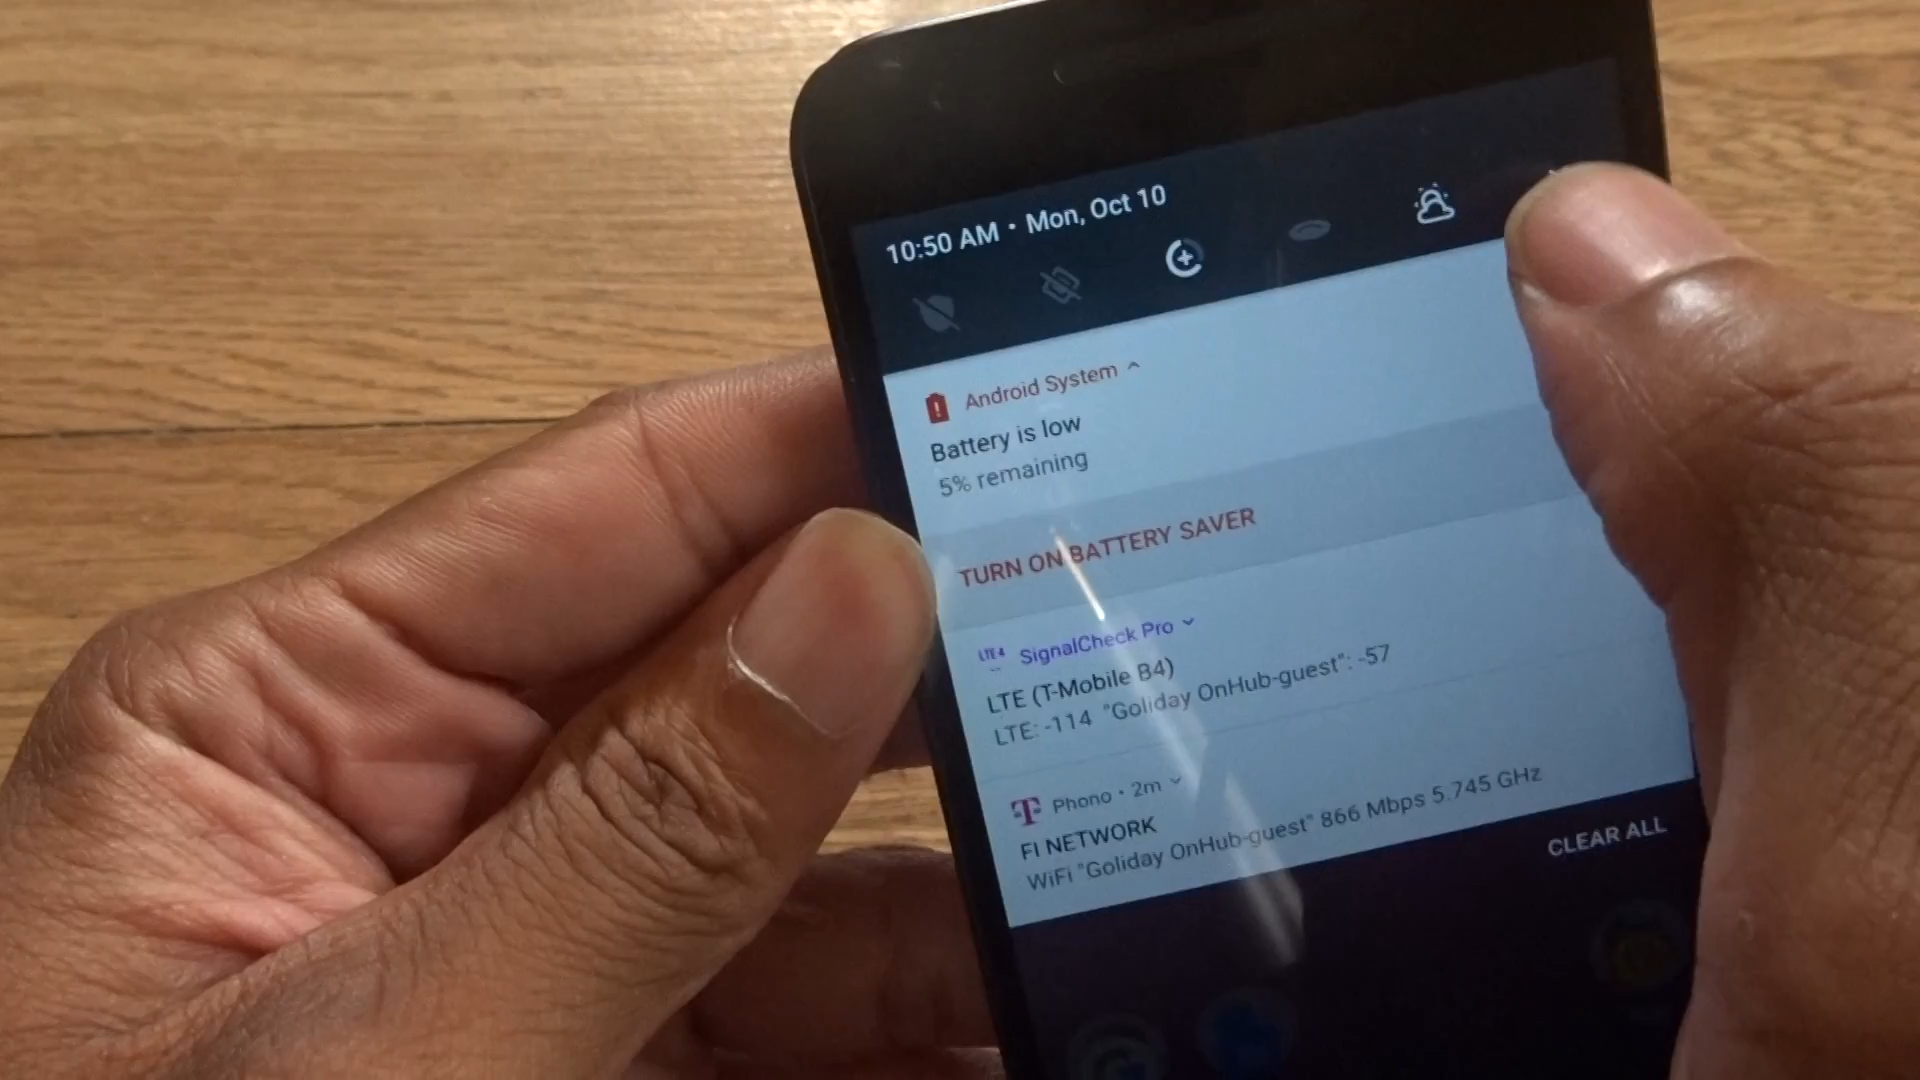 10:50 AM • Mon, Oct 10
Android System
Battery is low
5% remaining
TURN ON BATTERY SAVER
LTE 4 SignalCheck Pro
LTE (T-Mobile B4)
LTE: -114 "Goliday OnHub-guest": -57
T Phono • 2m
FI NETWORK
WiFi "Goliday OnHub-guest" 866 Mbps 5.745 GHz
CLEAR ALL